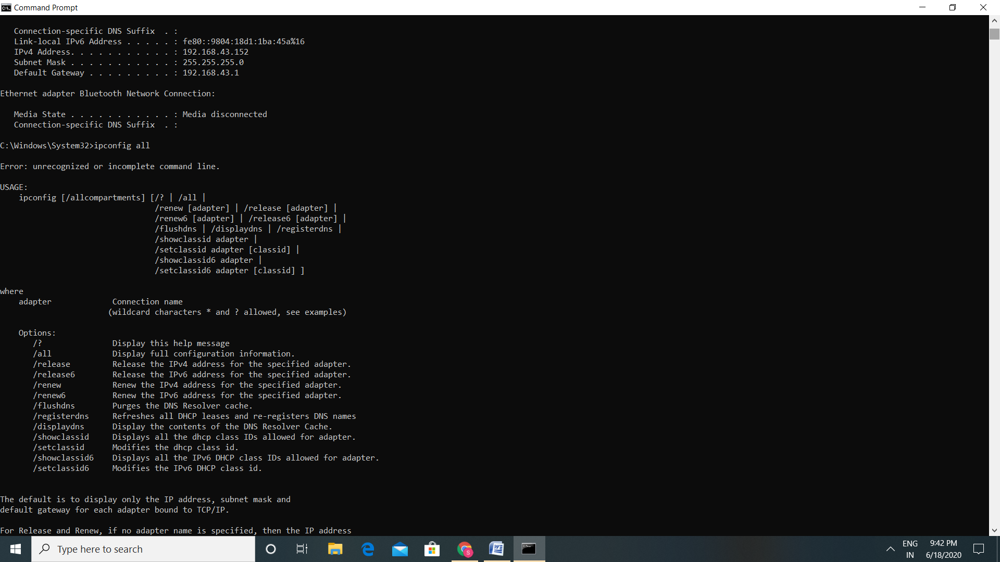 Command Prompt
Connection-specific DNS Suffix  . :
Link-local IPv6 Address . . . . . : fe80::9804:18d1:1ba:45a%16
IPv4 Address. . . . . . . . . . . : 192.168.43.152
Subnet Mask . . . . . . . . . . . : 255.255.255.0
Default Gateway . . . . . . . . . : 192.168.43.1
Ethernet adapter Bluetooth Network Connection:
Media State . . . . . . . . . . . : Media disconnected
Connection-specific DNS Suffix  . :
C:\Windows\System32>ipconfig all
Error: unrecognized or incomplete command line.
USAGE:
ipconfig [/allcompartments] [/? | /all |
/renew [adapter] | /release [adapter] |
/renew6 [adapter] | /release6 [adapter] |
/flushdns | /displaydns | /registerdns |
/showclassid adapter |
/setclassid adapter [classid] |
/showclassid6 adapter |
/setclassid6 adapter [classid] ]
where
adapter             Connection name
(wildcard characters * and ? allowed, see examples)
Options:
/?               Display this help message
/all             Display full configuration information.
/release         Release the IPv4 address for the specified adapter.
/release6        Release the IPv6 address for the specified adapter.
/renew           Renew the IPv4 address for the specified adapter.
/renew6          Renew the IPv6 address for the specified adapter.
/flushdns        Purges the DNS Resolver cache.
/registerdns     Refreshes all DHCP leases and re-registers DNS names
/displaydns      Display the contents of the DNS Resolver Cache.
/showclassid     Displays all the dhcp class IDs allowed for adapter.
/setclassid      Modifies the dhcp class id.
/showclassid6    Displays all the IPv6 DHCP class IDs allowed for adapter.
/setclassid6     Modifies the IPv6 DHCP class id.
The default is to display only the IP address, subnet mask and
default gateway for each adapter bound to TCP/IP.
For Release and Renew, if no adapter name is specified, then the IP address
Type here to search
ENG
IN
9:42 PM
6/18/2020